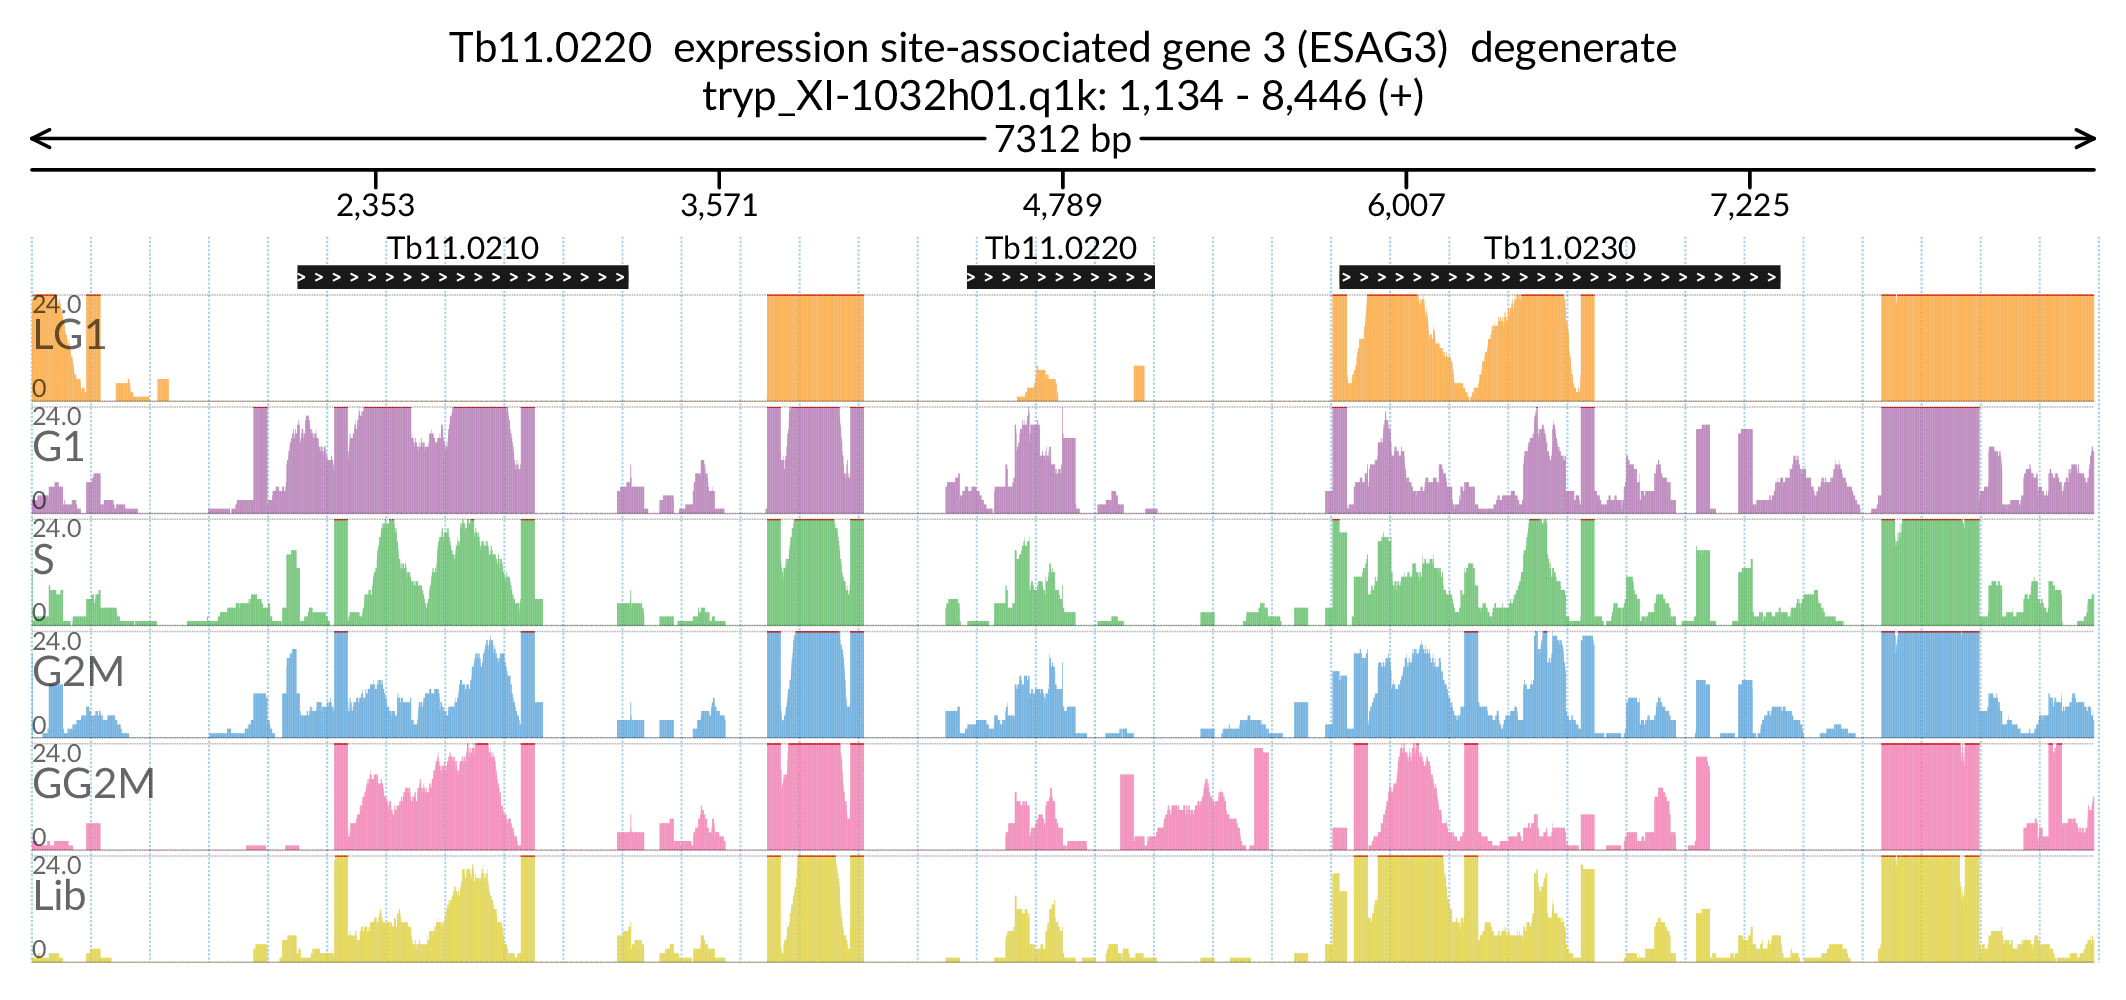 Tb11.0220 expression site-associated gene 3 (ESAG3) degenerate
tryp_XI-1032h01.q1k: 1,134 - 8,446 (+)
7312 bp
2,353 3,571 4,789 6,007 7,225
Tb11.0210 Tb11.0220 Tb11.0230
24.0
LG1
0
24.0
G1
0
24.0
S
0
24.0
G2M
0
24.0
GG2M
0
24.0
Lib
0